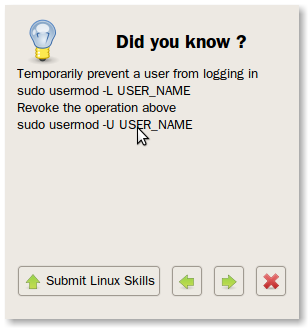 Did you know ?
Temporarily prevent a user from logging in
sudo usermod -L USER_NAME
Revoke the operation above
sudo usermod -U USER_NAME
Submit Linux Skills